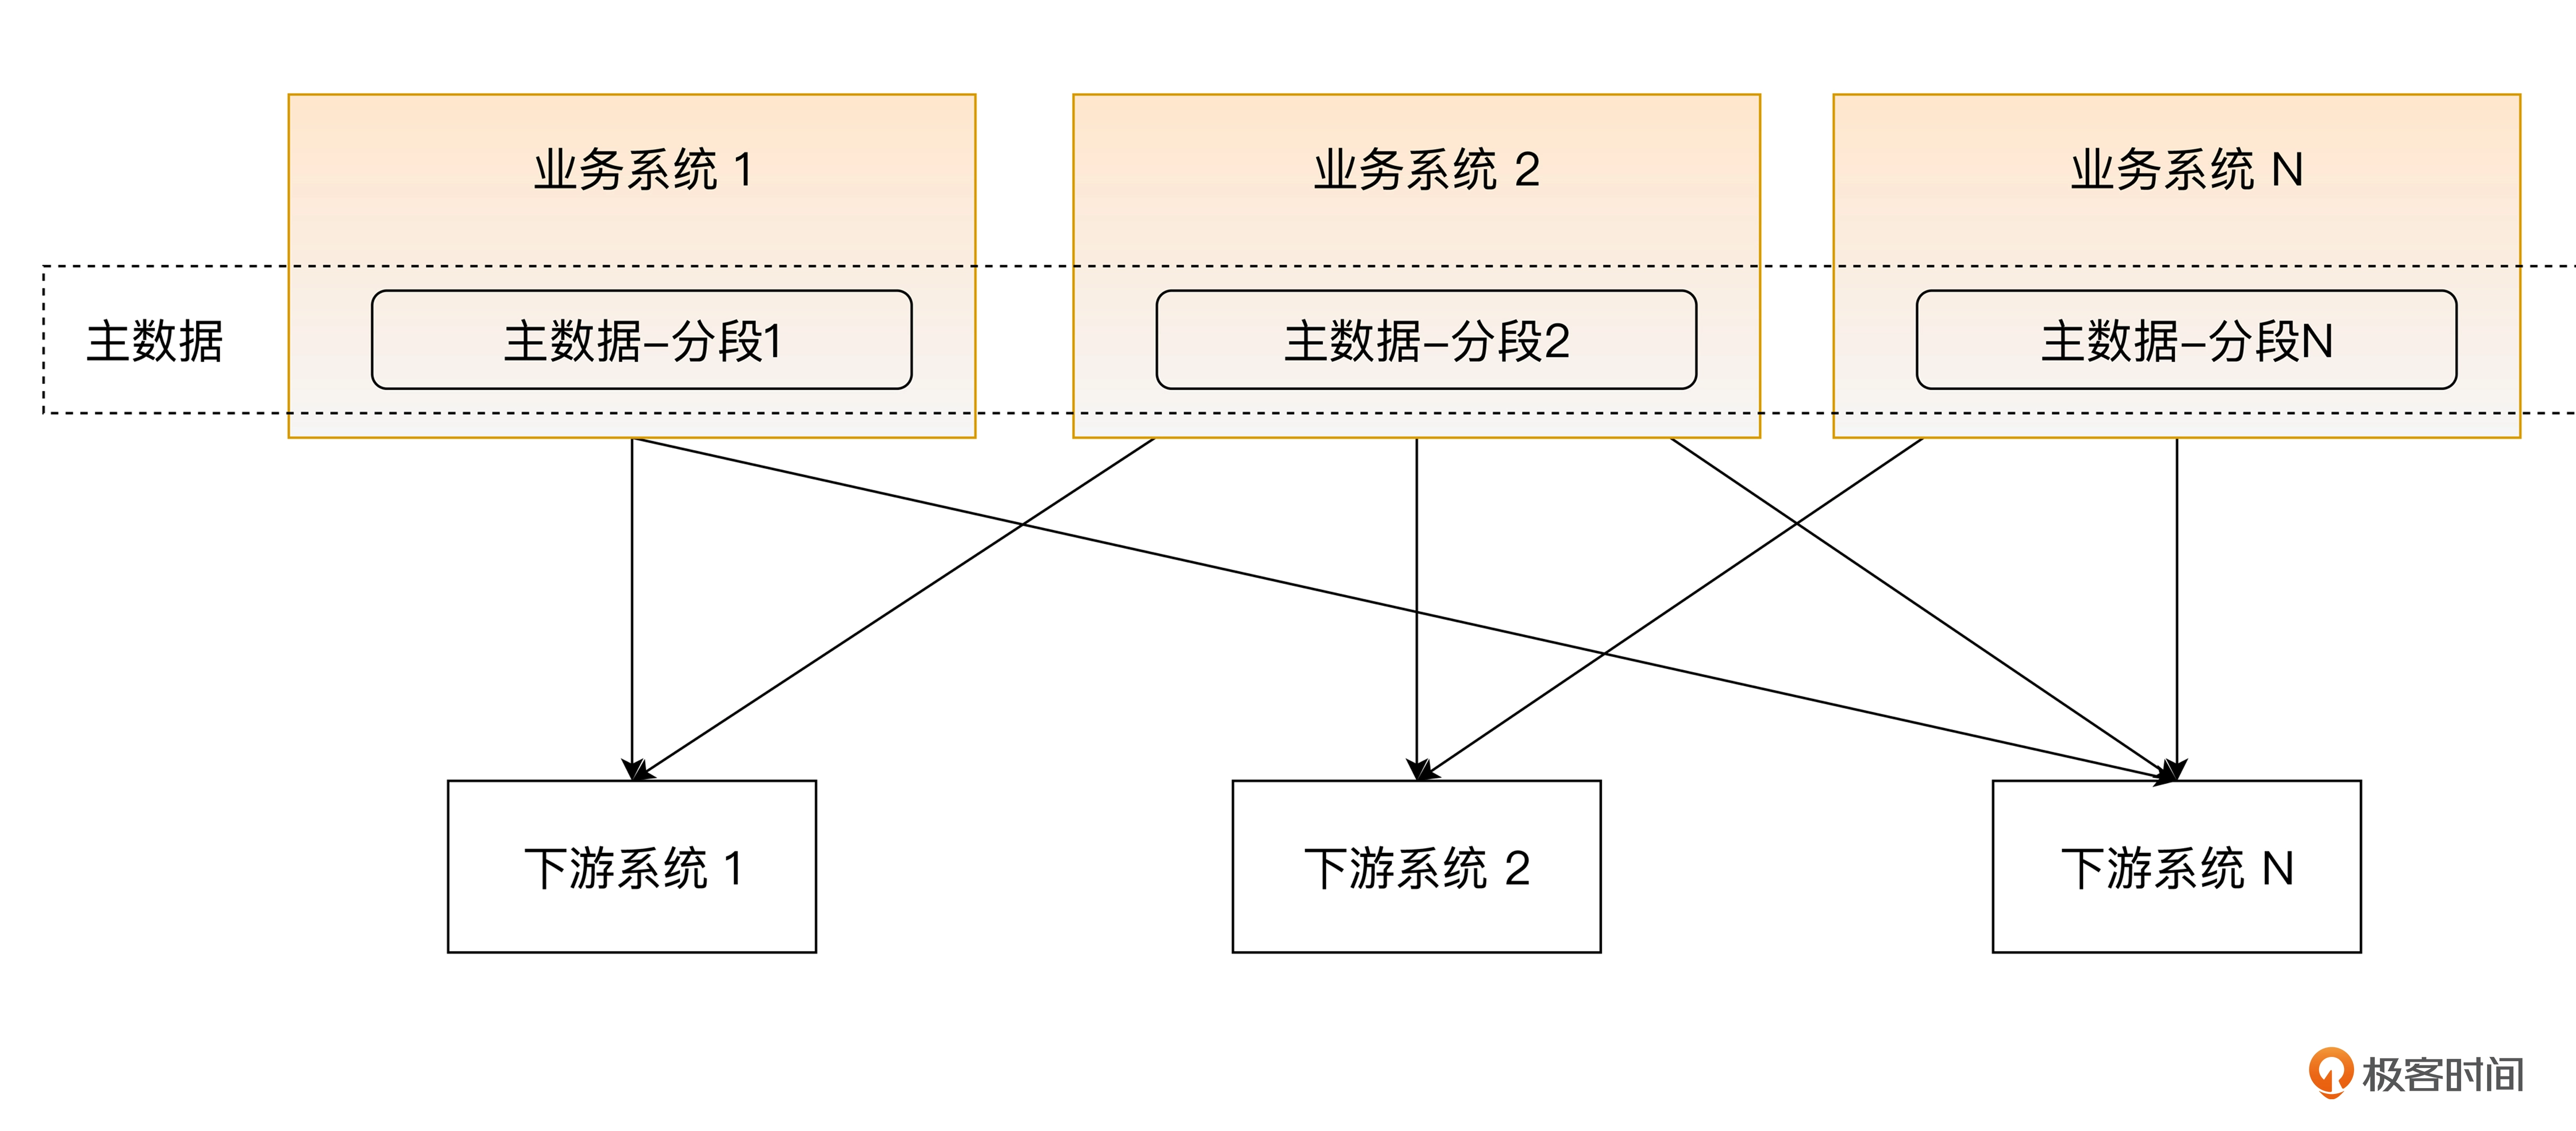 业务系统 1
业务系统 2
业务系统 N
主数据
主数据-分段1
主数据-分段2
主数据-分段N
下游系统 1
下游系统 2
下游系统 N
极客时间